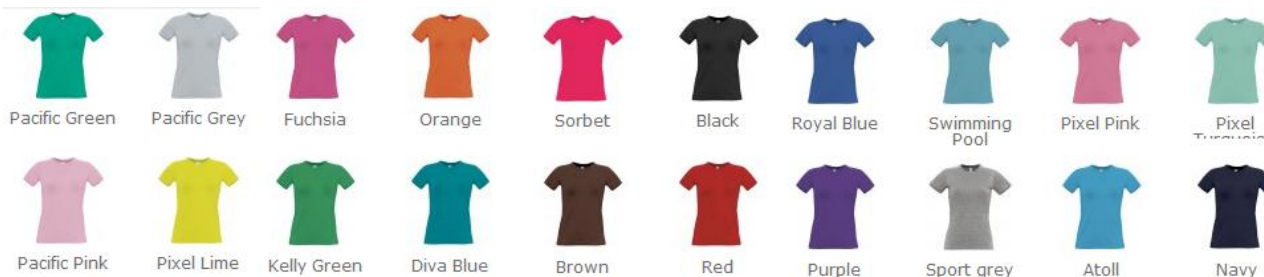 Pacific Green
Pacific Grey
Fuchsia
Orange
Sorbet
Black
Royal Blue
Swimming
Pool
Pixel Pink
Pixel
Pacific Pink
Pixel Lime
Kelly Green
Diva Blue
Brown
Red
Purple
Sport grey
Atoll
Navy